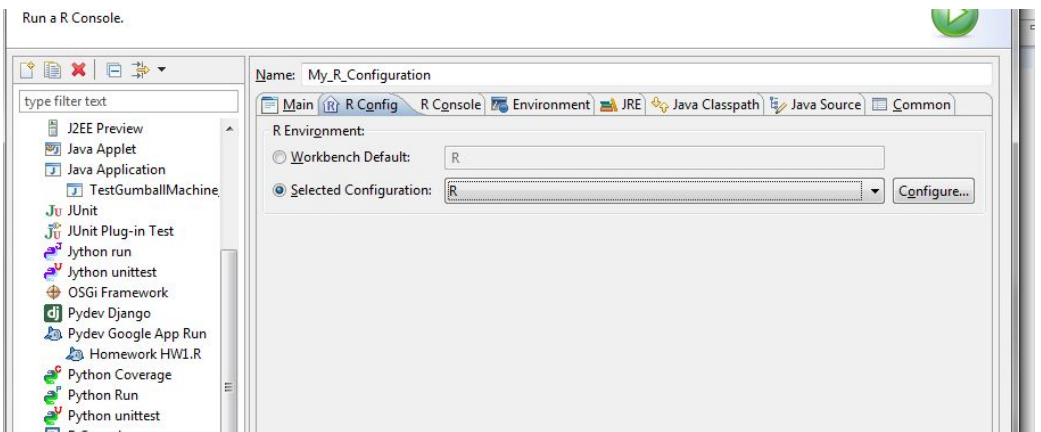 Run a R Console.
type filter text
J2EE Preview
Java Applet
Java Application
TestGumballMachine
JUnit
JUnit Plug-in Test
Jython run
Jython unittest
OSGi Framework
Pydev Django
Pydev Google App Run
Homework HW1.R
Python Coverage
Python Run
Python unittest
Name: My_R_Configuration
Main R Config R Console Environment JRE Java Classpath Java Source Common
R Environment:
Workbench Default: R
Selected Configuration: R Configure...